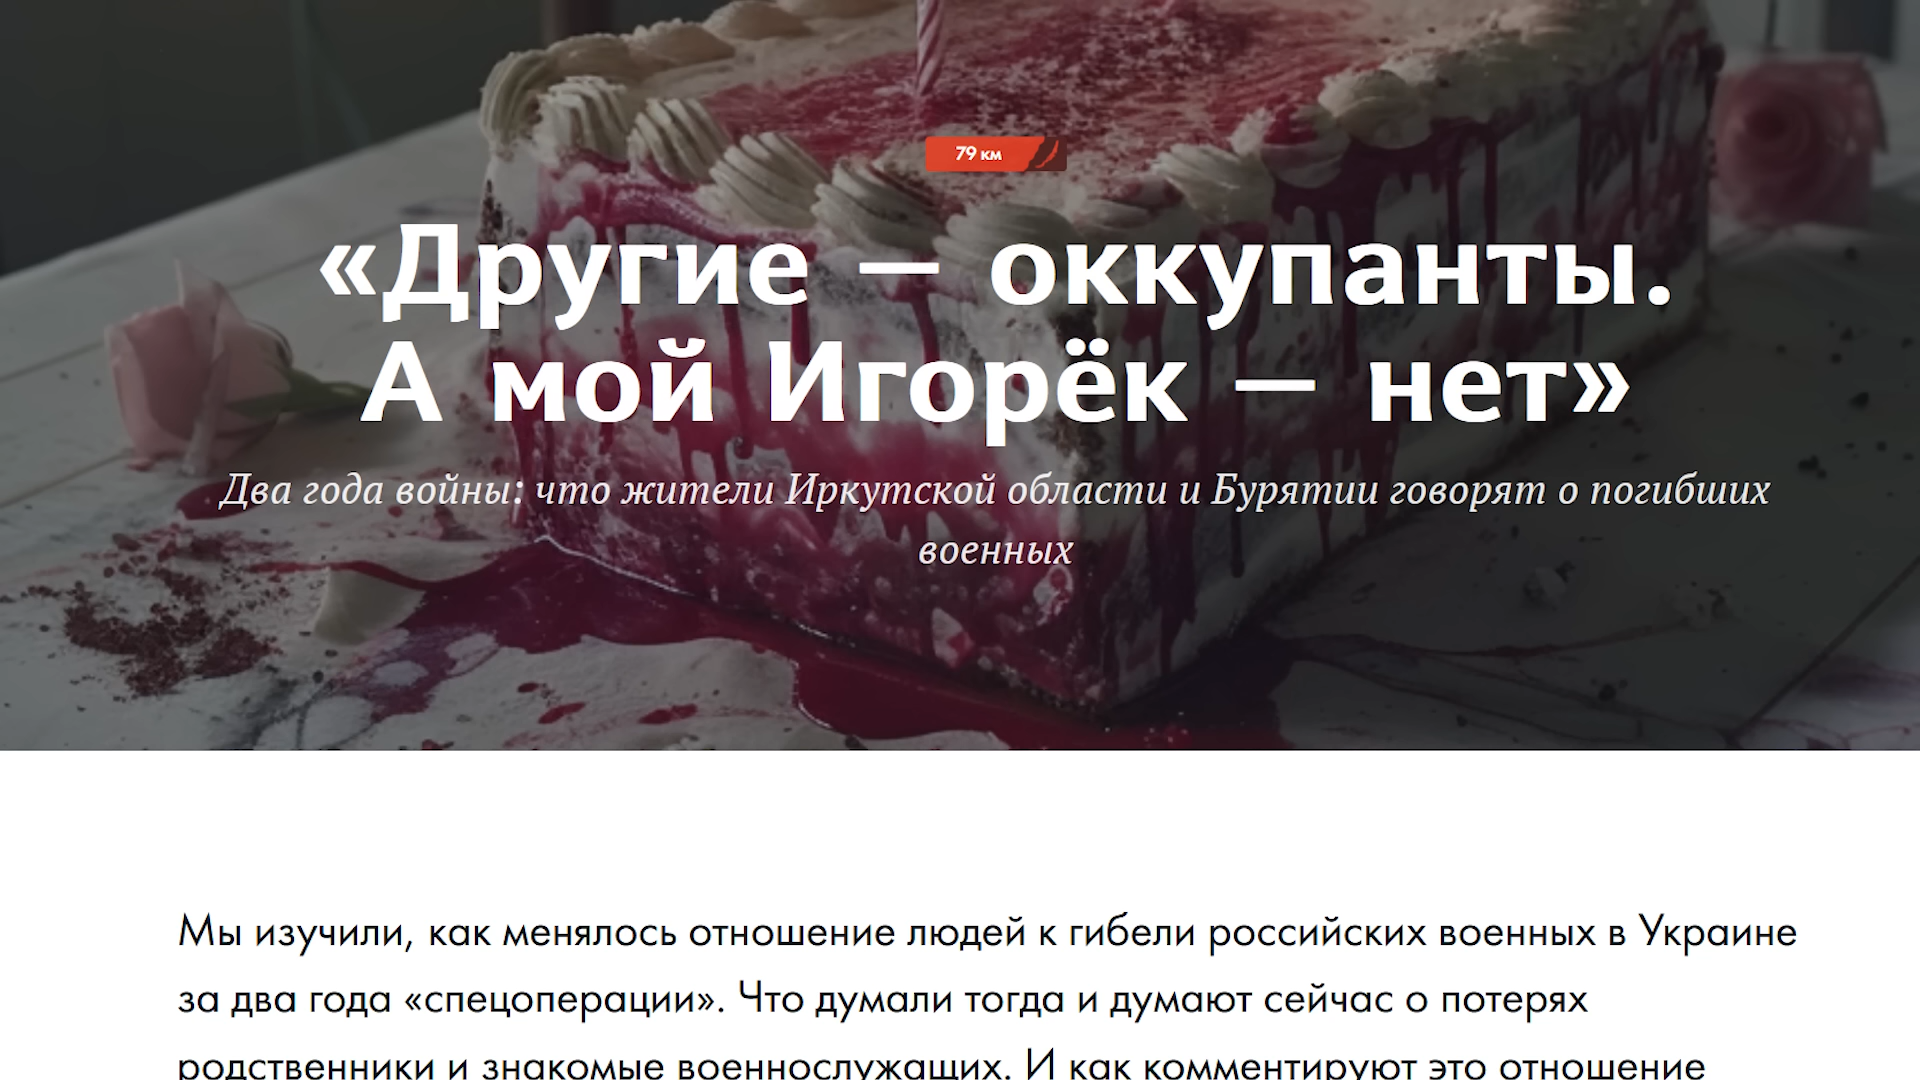 79 км
«Другие — оккупанты.
А мой Игорёк — нет»
Два года войны: что жители Иркутской области и Бурятии говорят о погибших
военных
Мы изучили, как менялось отношение людей к гибели российских военных в Украине
за два года «спецоперации». Что думали тогда и думают сейчас о потерях
родственники и знакомые военнослужащих. И как комментируют это отношение